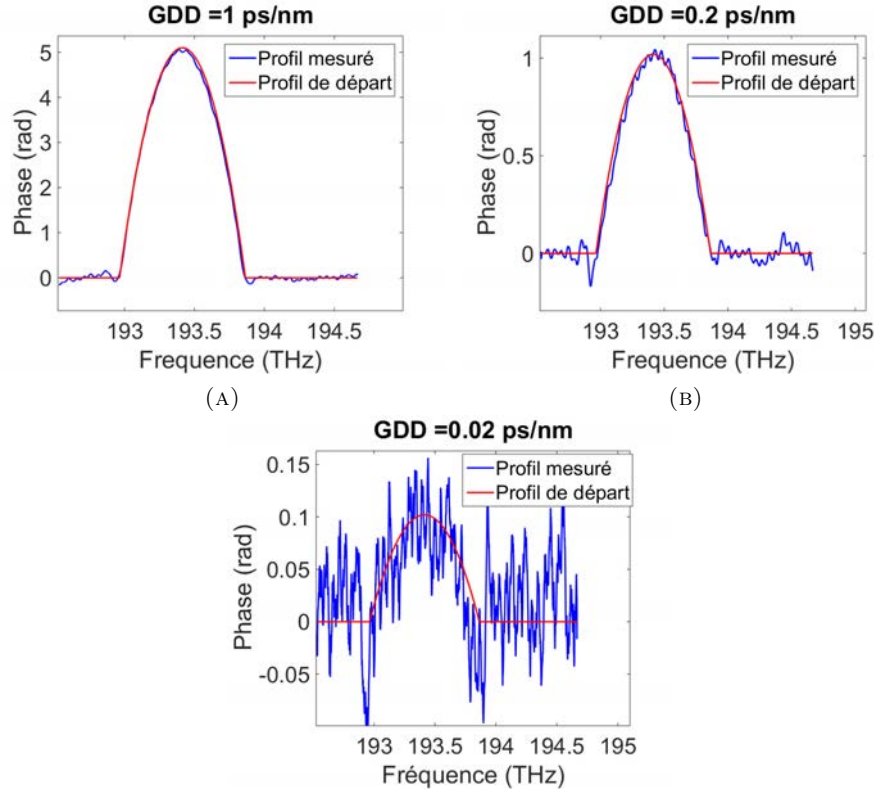 GDD =1 ps/nm
Profil mesuré
Profil de départ
Phase (rad)
5
4
3
2
1
0
193
193.5
194
194.5
Frequence (THz)
(A)
GDD =0.2 ps/nm
Profil mesuré
Profil de départ
Phase (rad)
1
0.5
0
193
193.5
194
194.5
195
Frequence (THz)
(B)
GDD =0.02 ps/nm
Profil mesuré
Profil de départ
Phase (rad)
0.15
0.1
0.05
0
-0.05
193
193.5
194
194.5
195
Fréquence (THz)